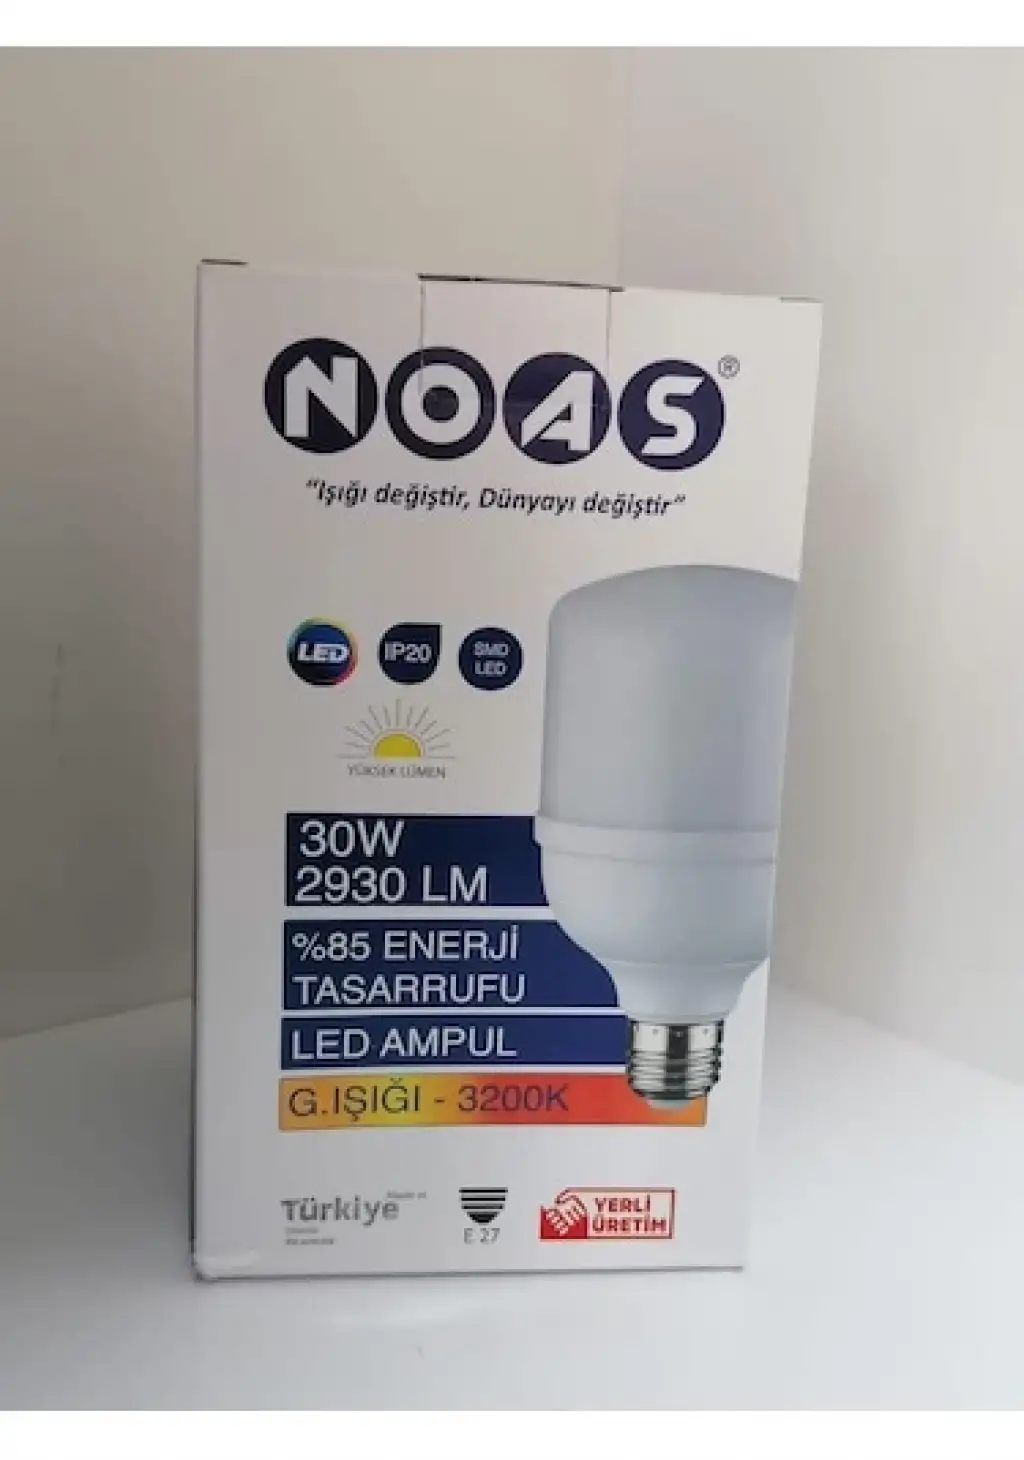 NOAS®
"Işığı değiştir, Dünyayı değiştir"
LED IP20 SMD LED
YÜKSEK LÜMEN
30W
2930 LM
%85 ENERJİ
TASARRUFU
LED AMPUL
G.IŞIĞI - 3200K
Türkiye
E 27
YERLİ
ÜRETİM